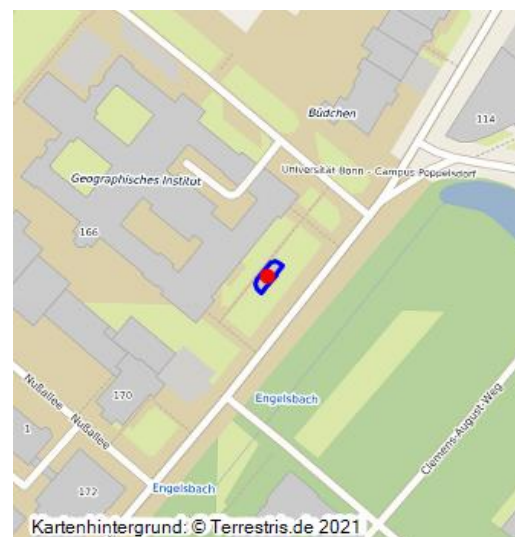 Büdchen
114
Universität Bonn - Campus Poppelsdorf
Geographisches Institut
166
Engelsbach
170
Nußallee
Nußallee
Clemens-August-Weg
1
172
Engelsbach
Kartenhintergrund: © Terrestris.de 2021